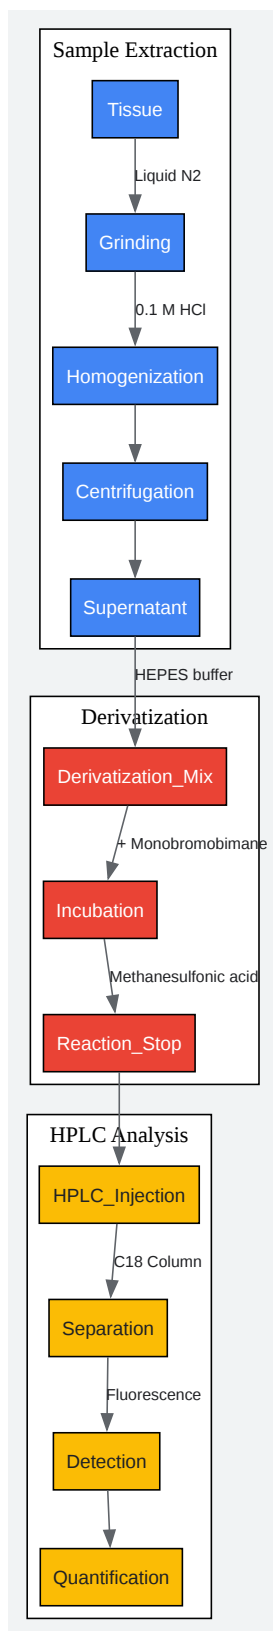 Sample Extraction
Tissue
Liquid N2
Grinding
0.1 M HCl
Homogenization
Centrifugation
Supernatant
HEPES buffer
Derivatization
Derivatization_Mix
+ Monobromobimane
Incubation
Methanesulfonic acid
Reaction_Stop
HPLC Analysis
HPLC_Injection
C18 Column
Separation
Fluorescence
Detection
Quantification